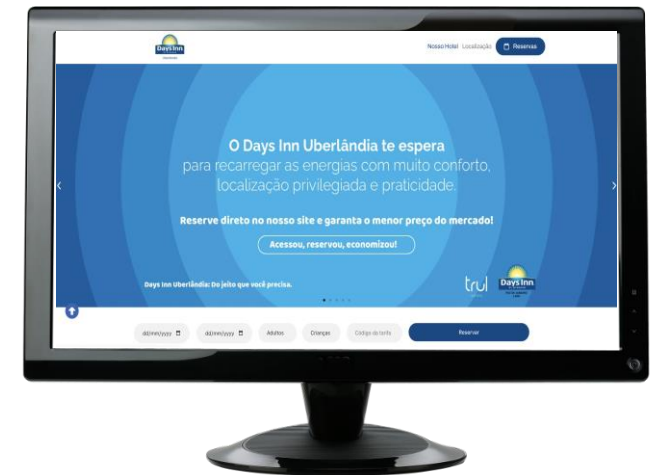 Days Inn
Nosso Hotel Localização Reservas
O Days Inn Uberlândia te espera
para recarregar as energias com muito conforto,
localização privilegiada e praticidade.
Reserve direto no nosso site e garanta o menor preço do mercado!
Acessou, reservou, economizou!
Days Inn Uberlândia: Do jeito que você precisa.
trul
Days Inn
dd/mm/yyyy dd/mm/yyyy Adultos Crianças Código da tarifa Reservar